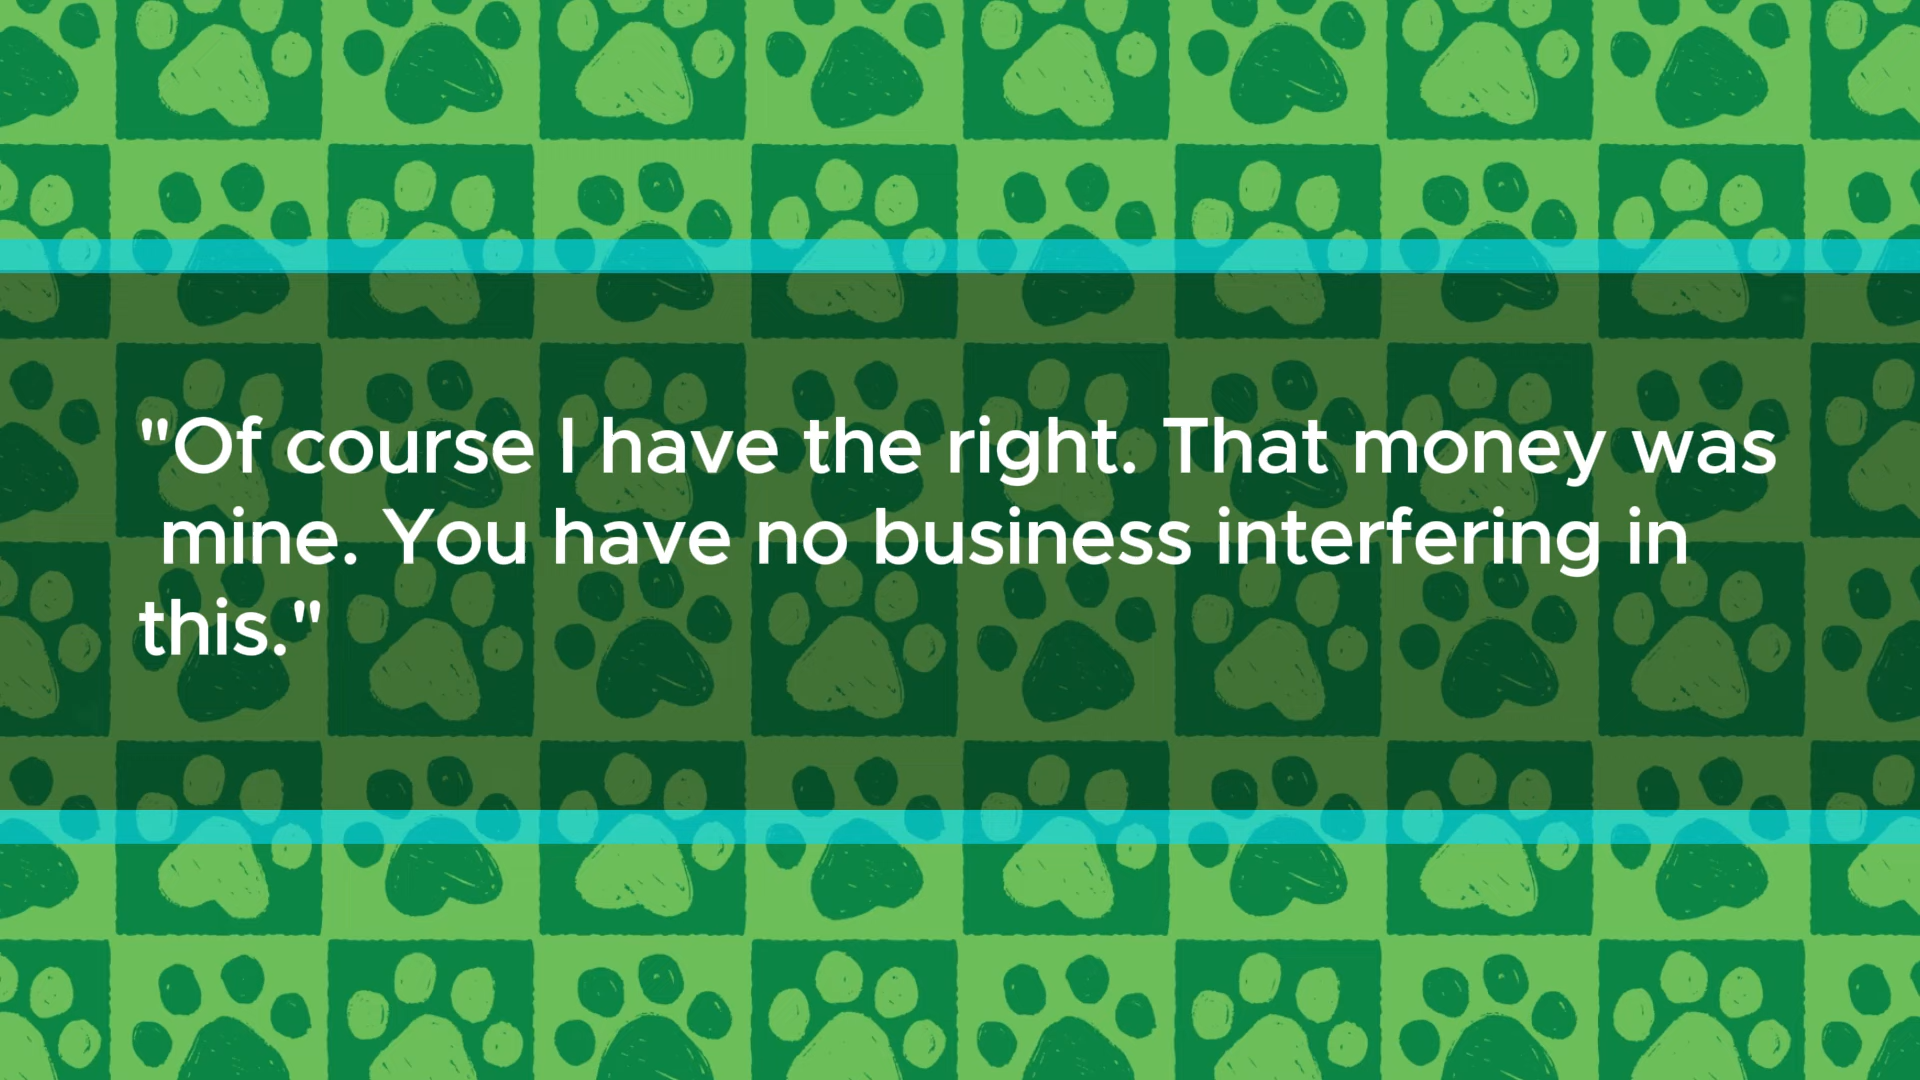 "Of course I have the right. That money was
mine. You have no business interfering in
this."